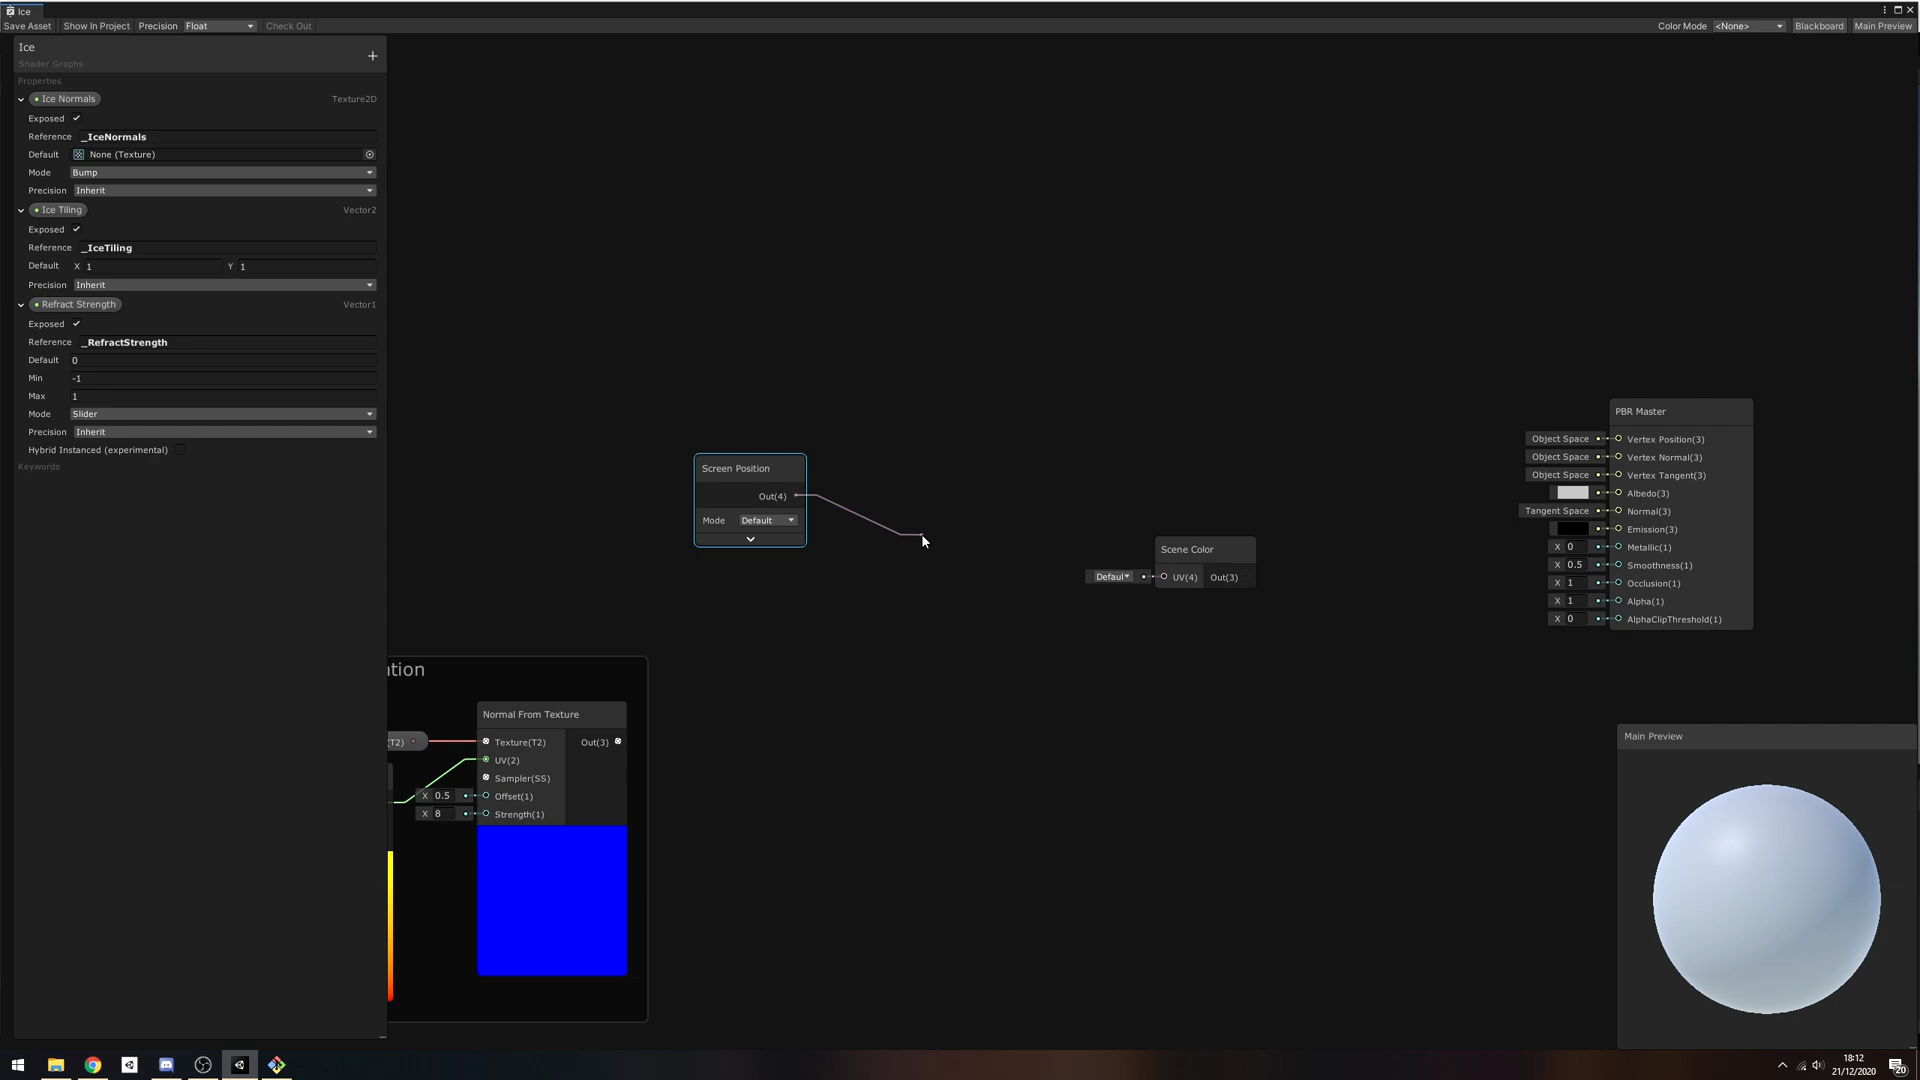 Ice
Save Asset Show In Project Precision Float Check Out Color Mode <None> Blackboard Main Preview
Ice
Shader Graphs
Properties
Ice Normals Texture2D
Exposed
Reference _IceNormals
Default None (Texture)
Mode Bump
Precision Inherit
Ice Tiling Vector2
Exposed
Reference _IceTiling
Default X 1 Y 1
Precision Inherit
Refract Strength Vector1
Exposed
Reference _RefractStrength
Default 0
Min -1
Max 1
Mode Slider
Precision Inherit
Hybrid Instanced (experimental)
Keywords
Screen Position
Out(4)
Mode Default
Scene Color
Defaul UV(4) Out(3)
PBR Master
Object Space Vertex Position(3)
Object Space Vertex Normal(3)
Object Space Vertex Tangent(3)
Albedo(3)
Tangent Space Normal(3)
Emission(3)
X 0 Metallic(1)
X 0.5 Smoothness(1)
X 1 Occlusion(1)
X 1 Alpha(1)
X 0 AlphaClipThreshold(1)
ation
Normal From Texture
(T2) Texture(T2) Out(3)
UV(2)
Sampler(SS)
X 0.5 Offset(1)
X 8 Strength(1)
Main Preview
18:12
21/12/2020
20